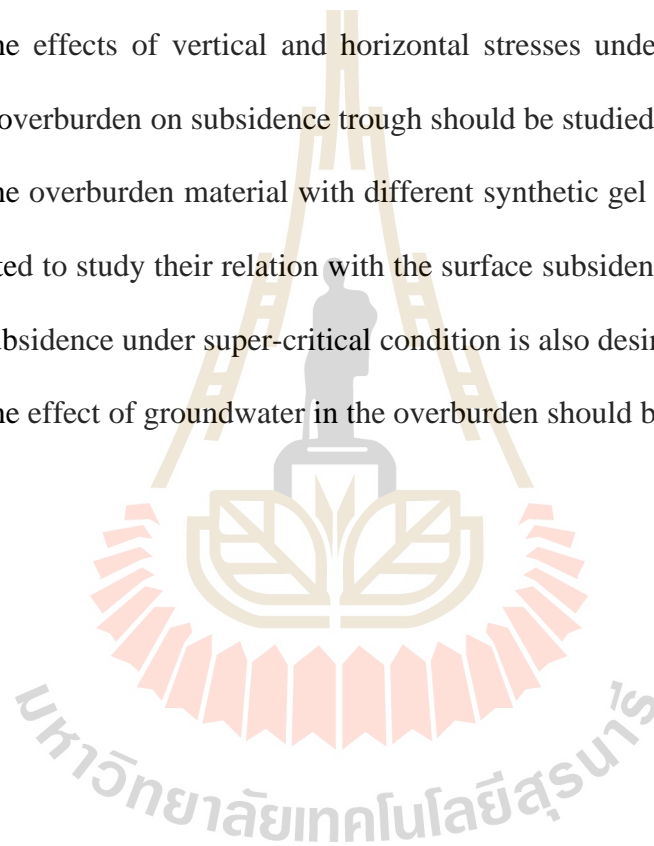 he effects of vertical and horizontal stresses unde
overburden on subsidence trough should be studied
ne overburden material with different synthetic gel
ted to study their relation with the surface subsiden
ubsidence under super-critical condition is also desir
ne effect of groundwater in the overburden should b
มหาวิทยาลัยเทคโนโลยีสุรนารี